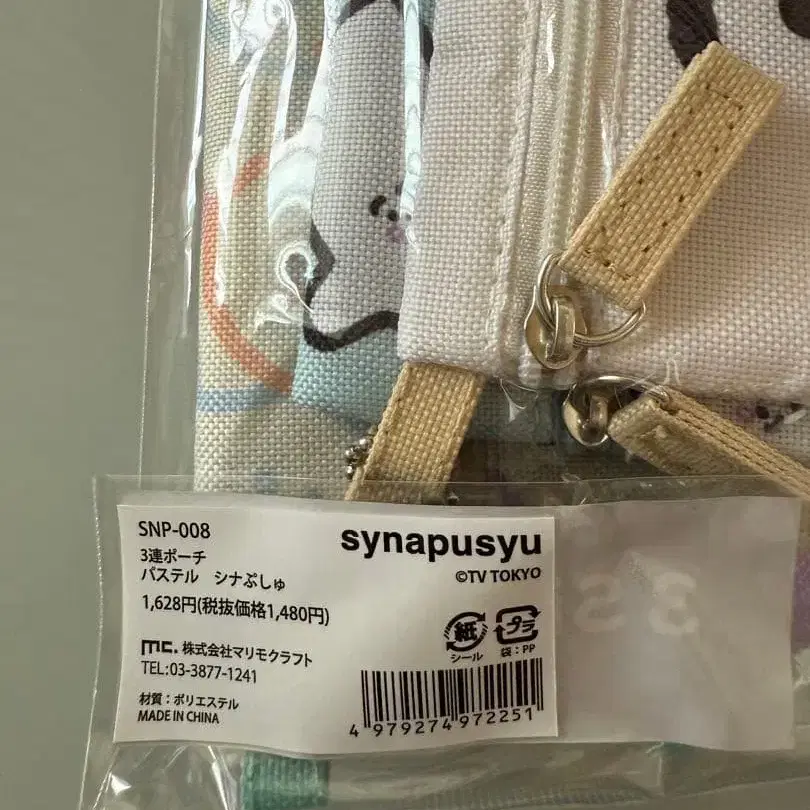 SNP-008
3連ポーチ
パステル シナぷしゅ
1,628円(税抜価格1,480円)
mc. 株式会社マリモクラフト
TEL:03-3877-1241
材質:ポリエステル
MADE IN CHINA
synapusyu
©TV TOKYO
紙
シール
プラ
袋:PP
4 979274 972251